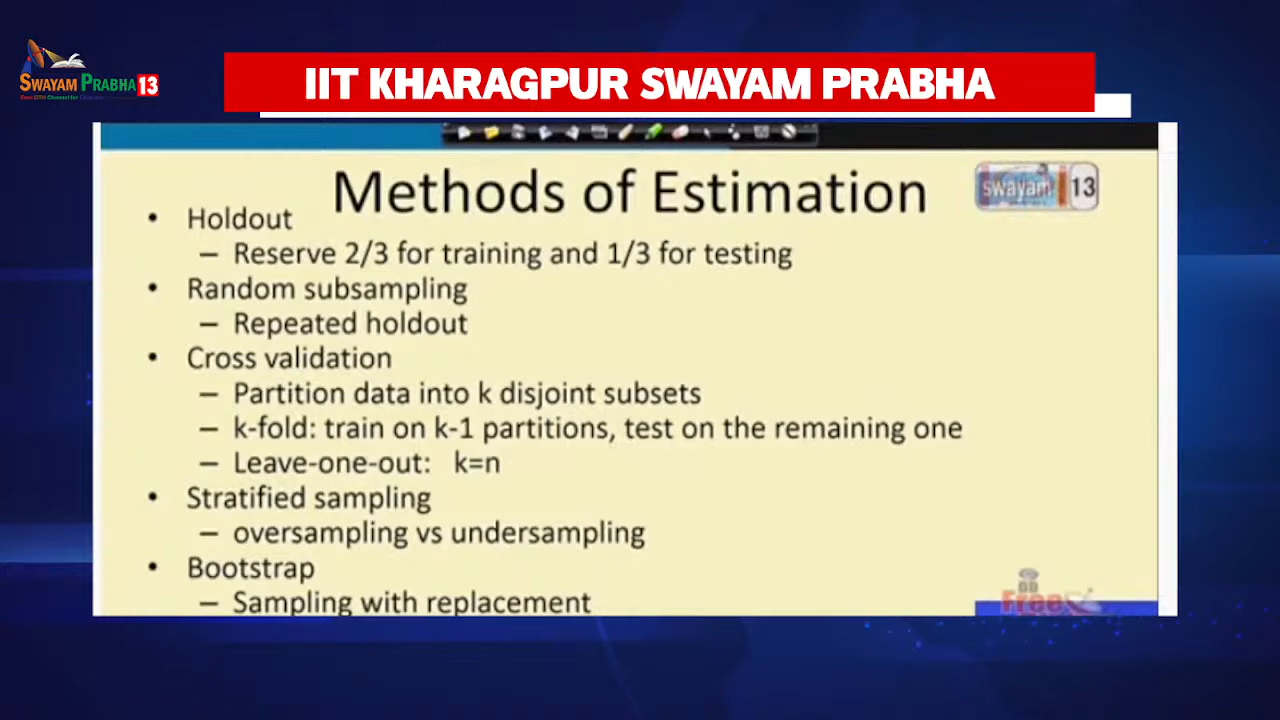 SWAYAM PRABHA 13
IIT KHARAGPUR SWAYAM PRABHA
Methods of Estimation
swayam 13
• Holdout
– Reserve 2/3 for training and 1/3 for testing
• Random subsampling
– Repeated holdout
• Cross validation
– Partition data into k disjoint subsets
– k-fold: train on k-1 partitions, test on the remaining one
– Leave-one-out: k=n
• Stratified sampling
– oversampling vs undersampling
• Bootstrap
– Sampling with replacement
Free